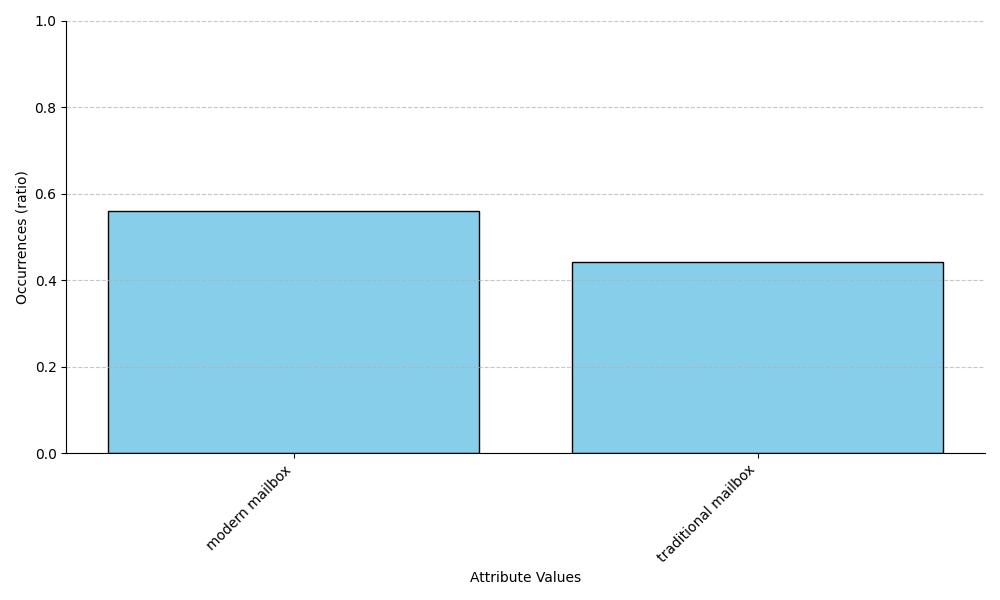 1.0
0.8
0.6
0.4
0.2
0.0
Occurrences (ratio)
modern mailbox
traditional mailbox
Attribute Values